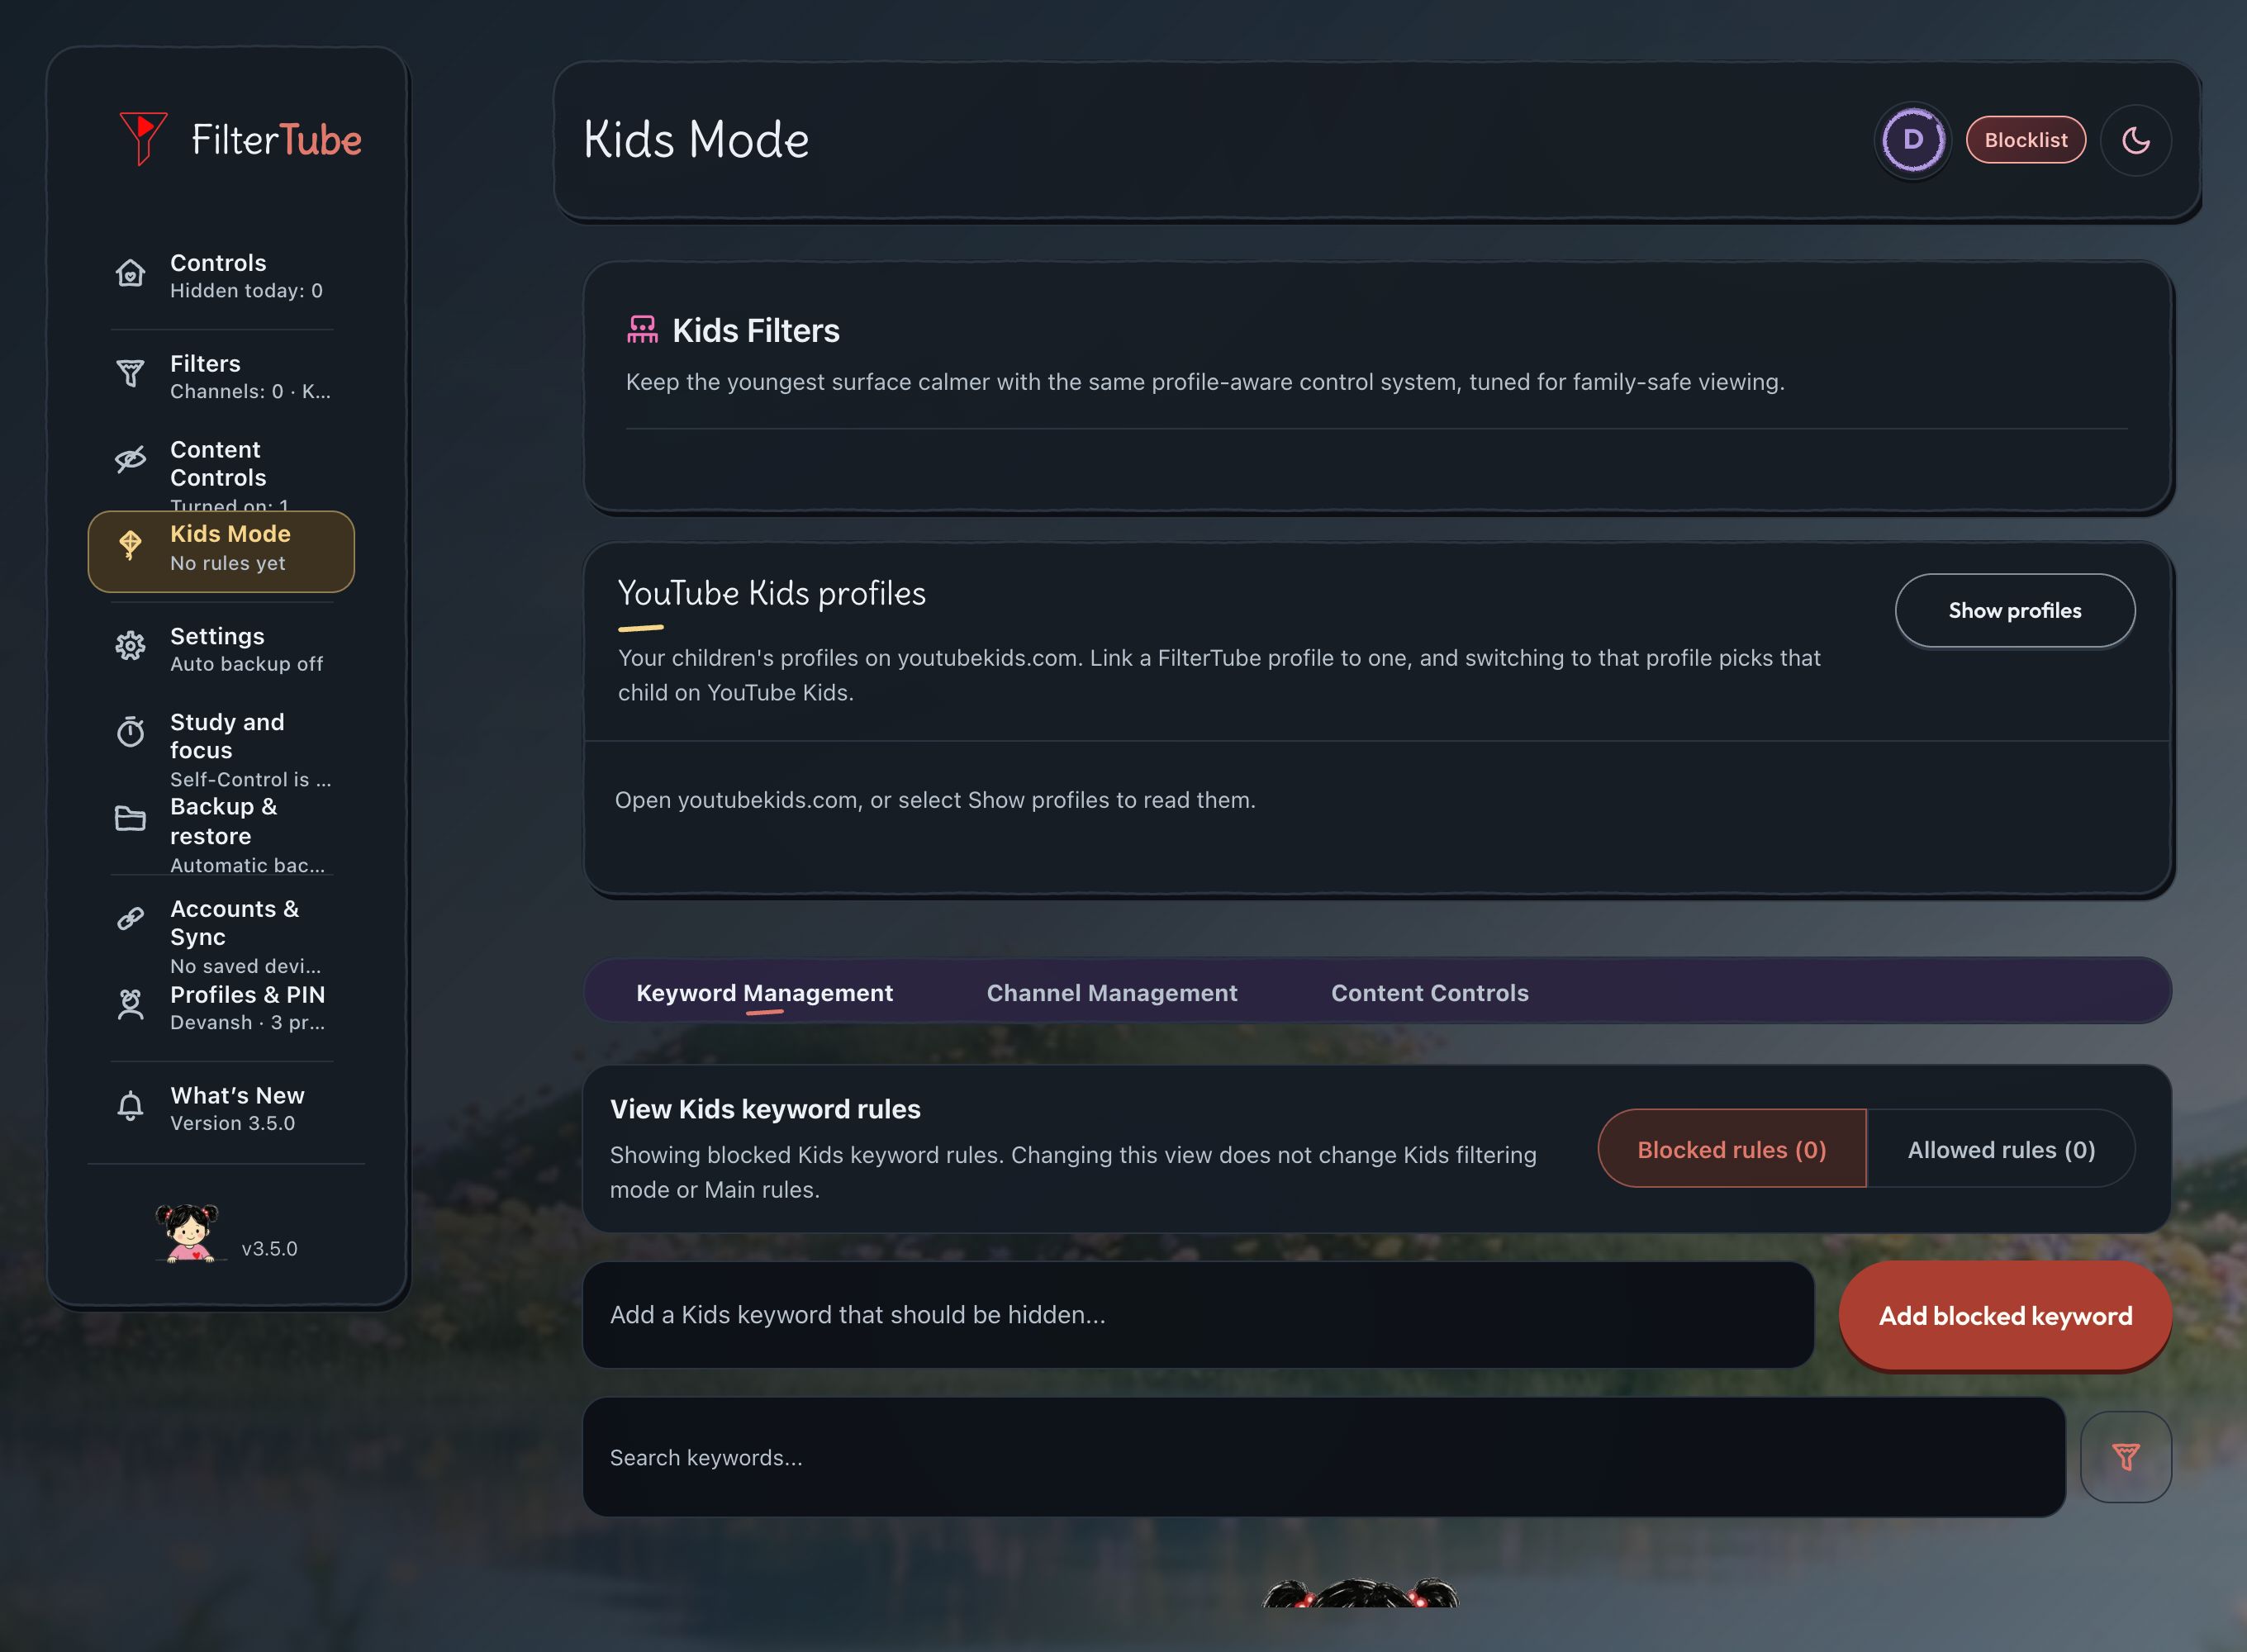 FilterTube
Controls
Hidden today: 0
Filters
Channels: 0 · K...
Content
Controls
Turned on: 1
Kids Mode
No rules yet
Settings
Auto backup off
Study and
focus
Self-Control is ...
Backup &
restore
Automatic bac...
Accounts &
Sync
No saved devi...
Profiles & PIN
Devansh · 3 pr...
What's New
Version 3.5.0
v3.5.0
Kids Mode
D
Blocklist
Kids Filters
Keep the youngest surface calmer with the same profile-aware control system, tuned for family-safe viewing.
YouTube Kids profiles
Show profiles
Your children's profiles on youtubekids.com. Link a FilterTube profile to one, and switching to that profile picks that
child on YouTube Kids.
Open youtubekids.com, or select Show profiles to read them.
Keyword Management
Channel Management
Content Controls
View Kids keyword rules
Showing blocked Kids keyword rules. Changing this view does not change Kids filtering
mode or Main rules.
Blocked rules (0)
Allowed rules (0)
Add a Kids keyword that should be hidden...
Add blocked keyword
Search keywords...